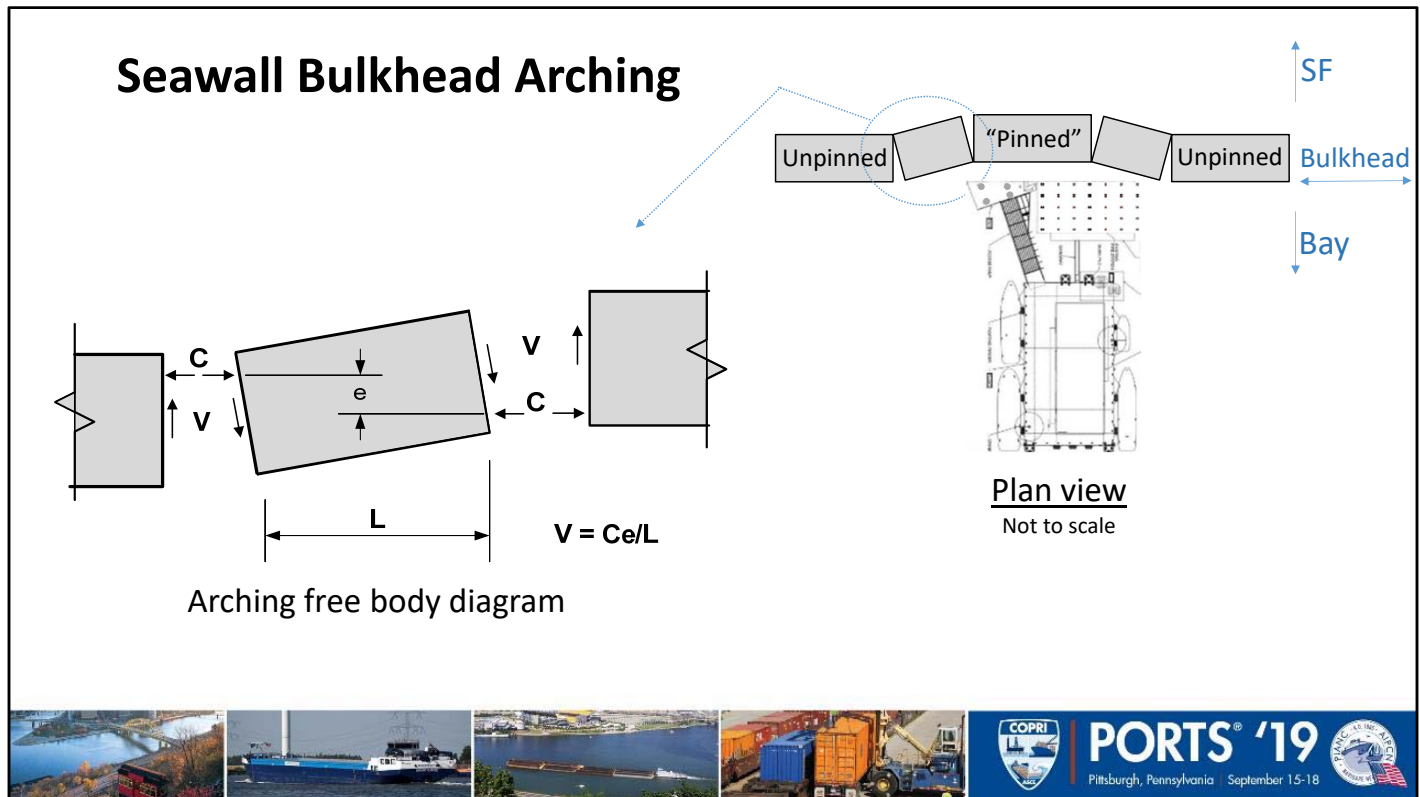 Seawall Bulkhead Arching
SF
Unpinned
“Pinned”
Unpinned
Bulkhead
Bay
C
V
e
V
C
L
V = Ce/L
Arching free body diagram
Plan view
Not to scale
COPRI
ASCE
PORTS® ’19
Pittsburgh, Pennsylvania | September 15-18